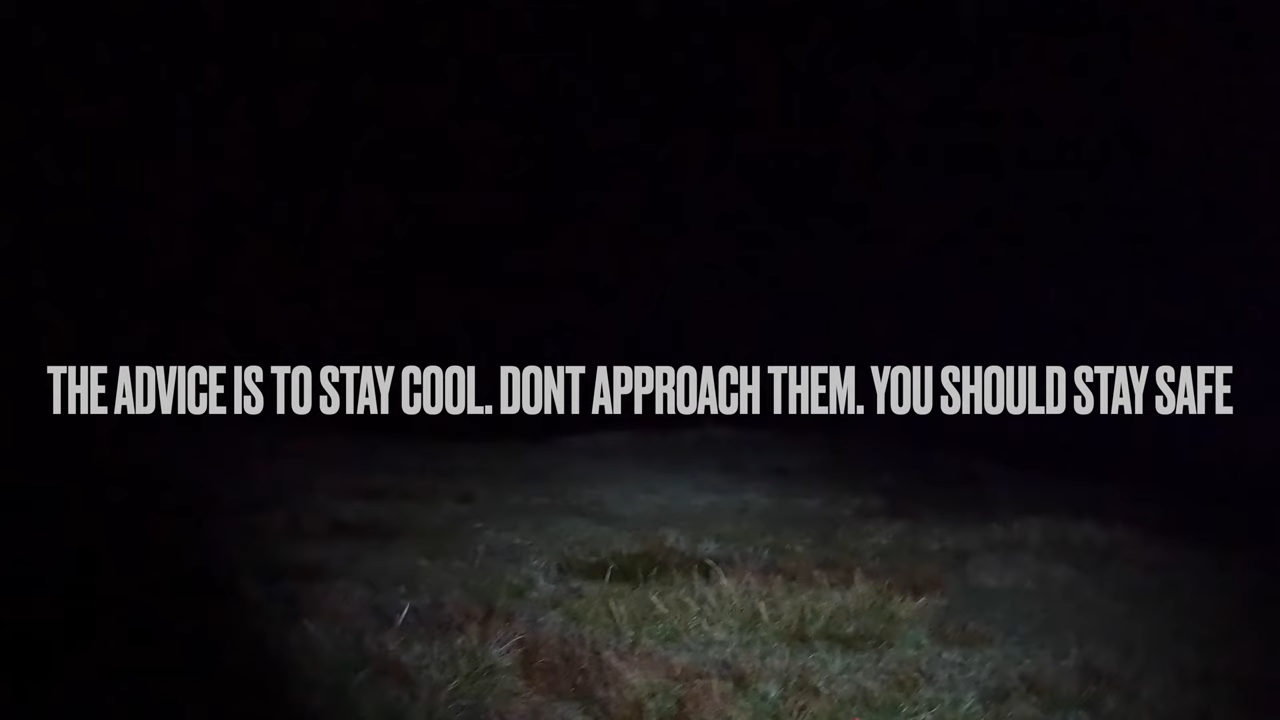 THE ADVICE IS TO STAY COOL. DONT APPROACH THEM. YOU SHOULD STAY SAFE